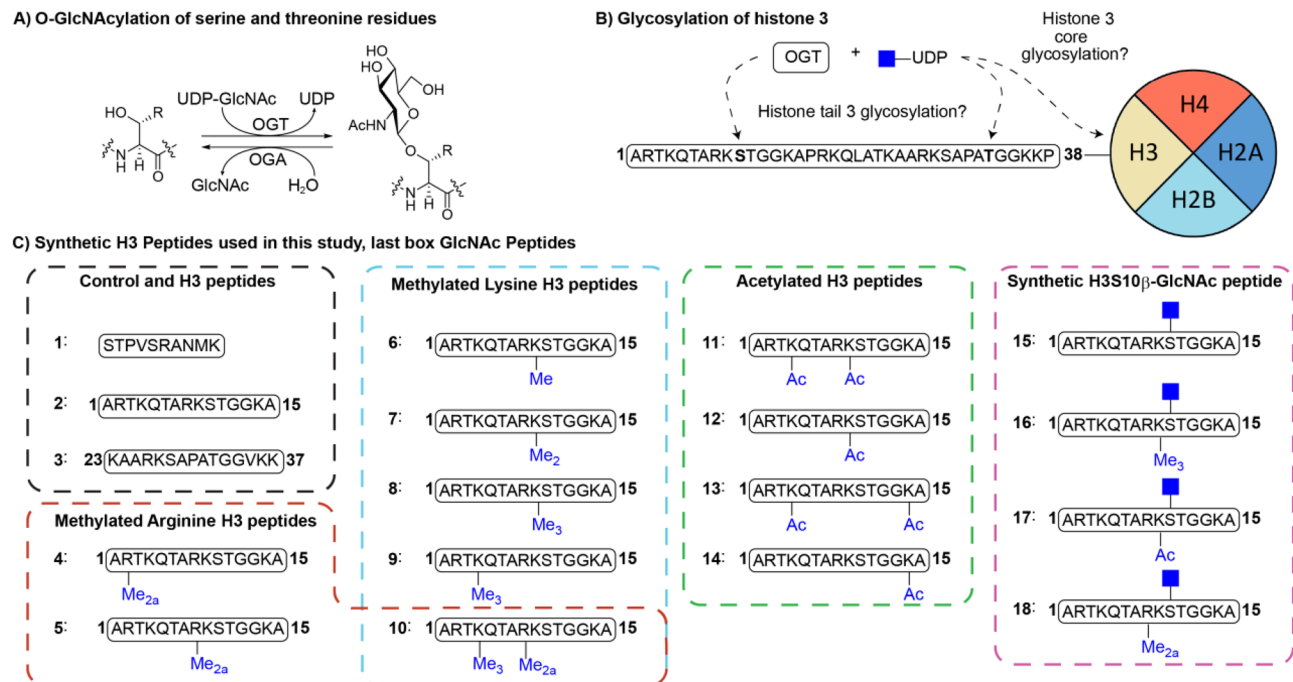 A) O-GlcNAcylation of serine and threonine residues
HO
R
N
H
H
O
UDP-GlcNAc
UDP
OGT
OGA
GlcNAc
H2O
HO
HO
OH
O
AcHN
O
O
R
N
H
H
O
B) Glycosylation of histone 3
OGT + UDP
Histone 3
core
glycosylation?
Histone tail 3 glycosylation?
1 ARTKQTARKSTGGKAPRKQLATKAARKSAPATGGKKP 38
H4
H3
H2A
H2B
C) Synthetic H3 Peptides used in this study, last box GlcNAc Peptides
Control and H3 peptides
1: STPVSRANMK
2: 1 ARTKQTARKSTGGKA 15
3: 23 KAARKSAPATGGVKK 37
Methylated Arginine H3 peptides
4: 1 ARTKQTARKSTGGKA 15
Me2a
5: 1 ARTKQTARKSTGGKA 15
Me2a
Methylated Lysine H3 peptides
6: 1 ARTKQTARKSTGGKA 15
Me
7: 1 ARTKQTARKSTGGKA 15
Me2
8: 1 ARTKQTARKSTGGKA 15
Me3
9: 1 ARTKQTARKSTGGKA 15
Me3
10: 1 ARTKQTARKSTGGKA 15
Me3 Me2a
Acetylated H3 peptides
11: 1 ARTKQTARKSTGGKA 15
Ac Ac
12: 1 ARTKQTARKSTGGKA 15
Ac
13: 1 ARTKQTARKSTGGKA 15
Ac Ac
14: 1 ARTKQTARKSTGGKA 15
Ac
Synthetic H3S10β-GlcNAc peptide
15: 1 ARTKQTARKSTGGKA 15
16: 1 ARTKQTARKSTGGKA 15
Me3
17: 1 ARTKQTARKSTGGKA 15
Ac
18: 1 ARTKQTARKSTGGKA 15
Me2a